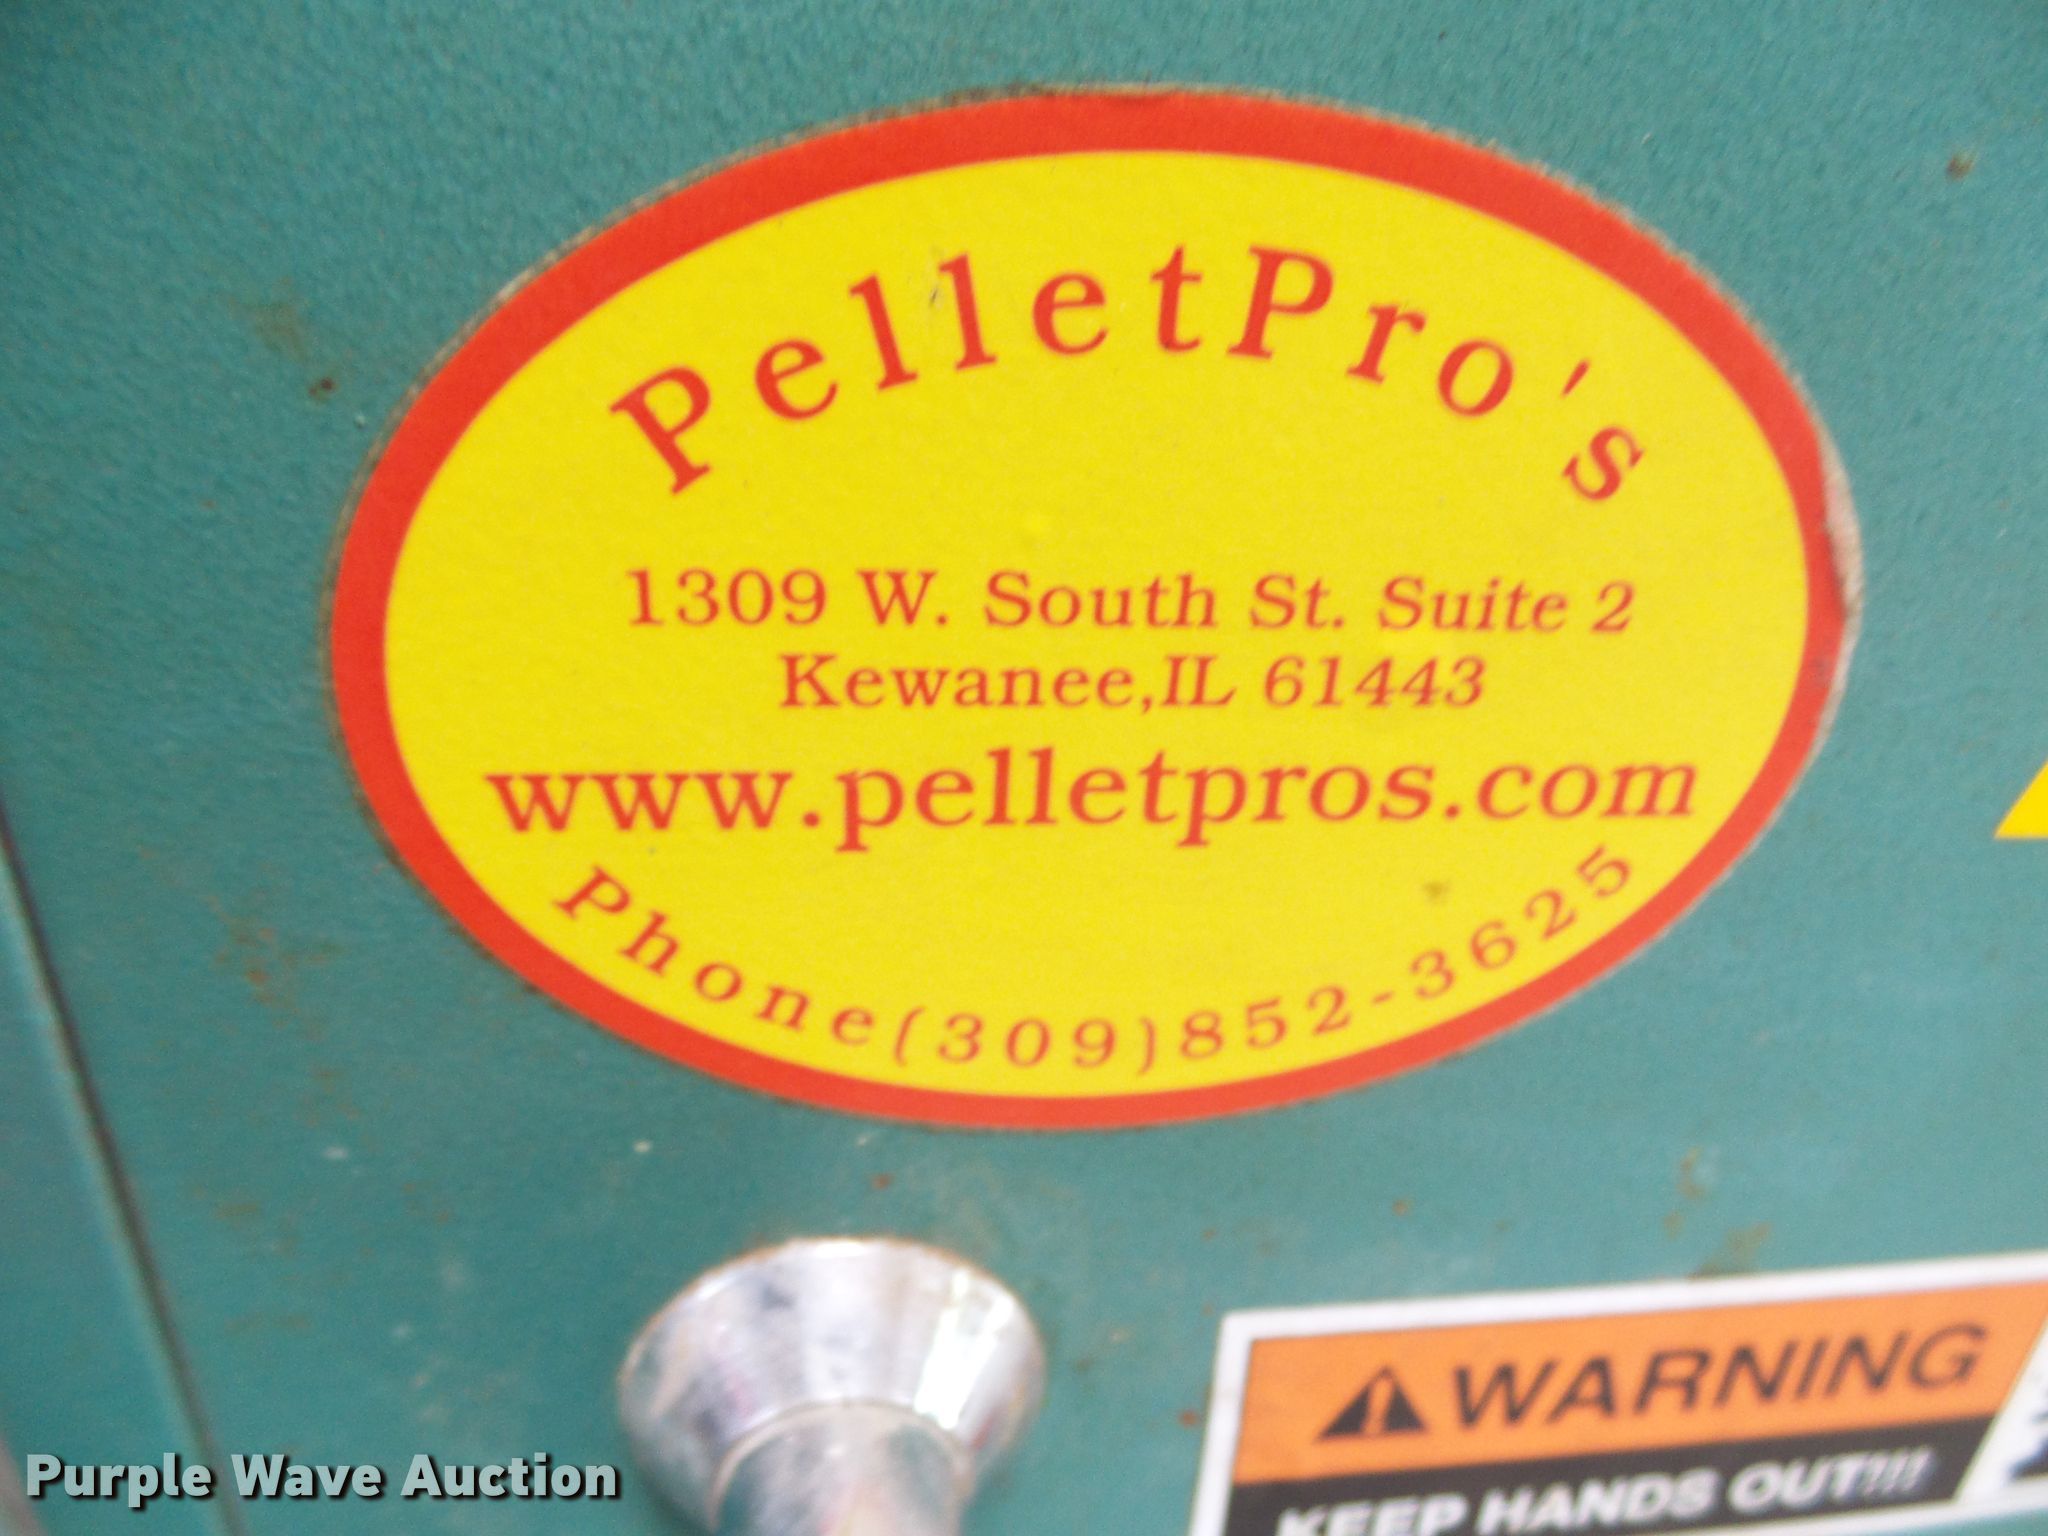 PelletPro's
1309 W. South St. Suite 2
Kewanee,IL 61443
www.pelletpros.com
Phone(309)852-3625
WARNING
KEEP HANDS OUT!!!
Purple Wave Auction